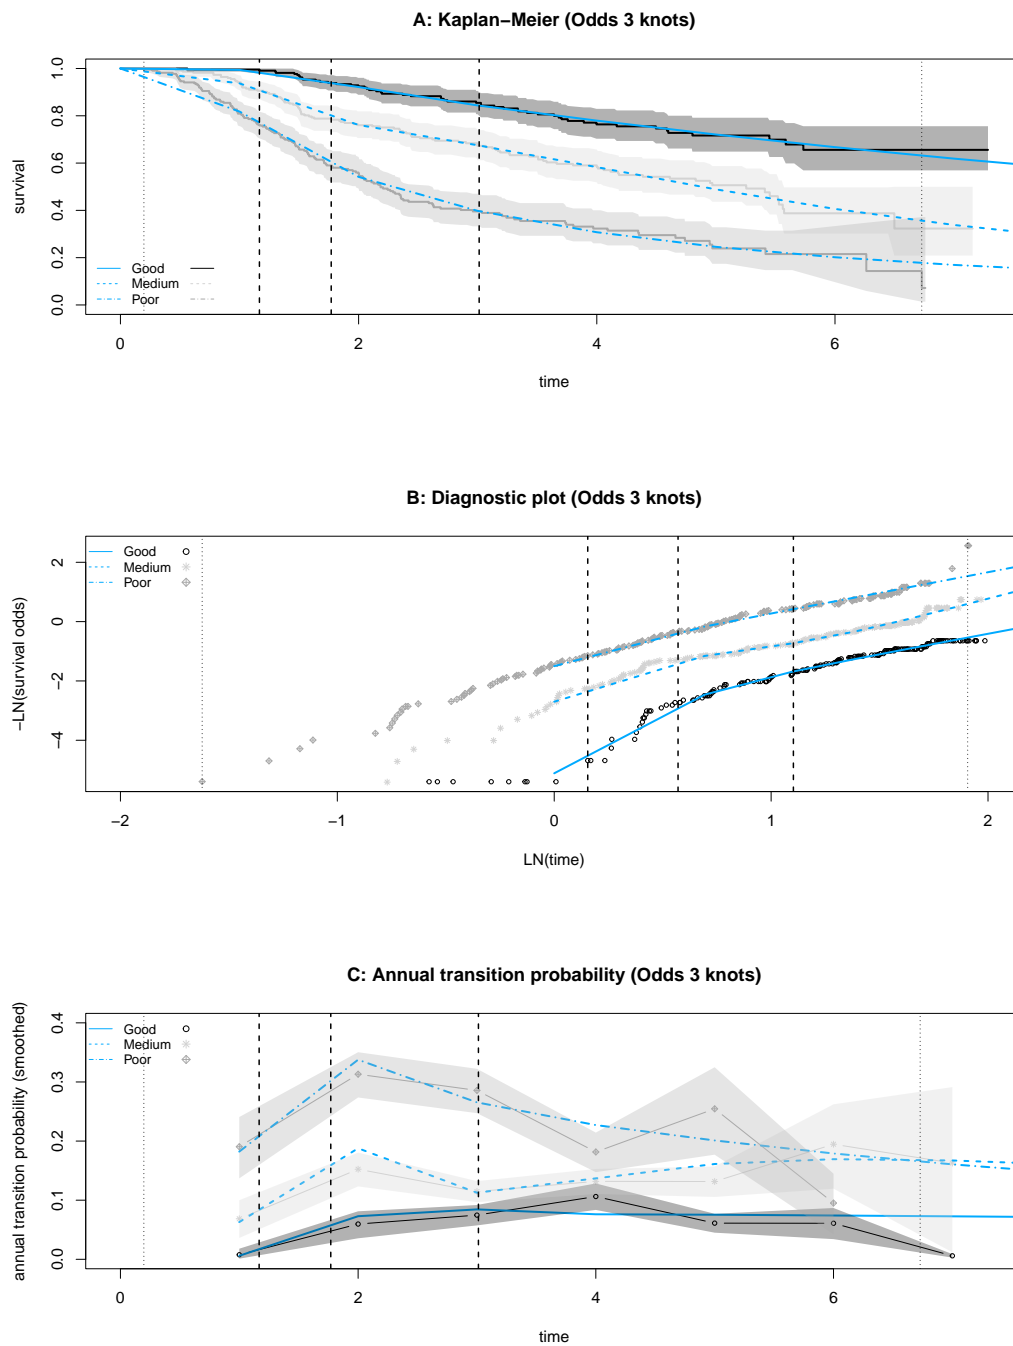 A: Kaplan−Meier (Odds 3 knots)
survival
1.0
0.8
0.6
0.4
0.2
0.0
Good
Medium
Poor
0 2 4 6
time
B: Diagnostic plot (Odds 3 knots)
−LN(survival odds)
2
0
−2
−4
Good
Medium
Poor
−2 −1 0 1 2
LN(time)
C: Annual transition probability (Odds 3 knots)
annual transition probability (smoothed)
0.4
0.3
0.2
0.1
0.0
Good
Medium
Poor
0 2 4 6
time